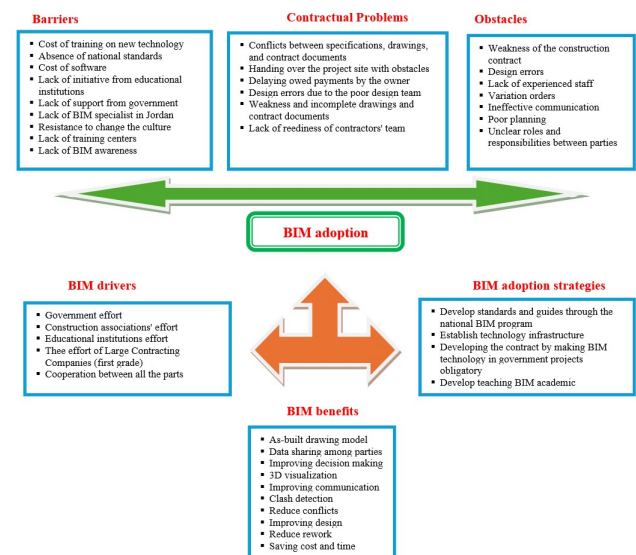 Barriers
▪ Cost of training on new technology
▪ Absence of national standards
▪ Cost of software
▪ Lack of initiative from educational
institutions
▪ Lack of support from government
▪ Lack of BIM specialist in Jordan
▪ Resistance to change the culture
▪ Lack of training centers
▪ Lack of BIM awareness
Contractual Problems
▪ Conflicts between specifications, drawings,
and contract documents
▪ Handing over the project site with obstacles
▪ Delaying owed payments by the owner
▪ Design errors due to the poor design team
▪ Weakness and incomplete drawings and
contract documents
▪ Lack of reediness of contractors' team
Obstacles
▪ Weakness of the construction
contract
▪ Design errors
▪ Lack of experienced staff
▪ Variation orders
▪ Ineffective communication
▪ Poor planning
▪ Unclear roles and
responsibilities between parties
BIM adoption
BIM drivers
▪ Government effort
▪ Construction associations' effort
▪ Educational institutions effort
▪ Thee effort of Large Contracting
Companies (first grade)
▪ Cooperation between all the parts
BIM adoption strategies
▪ Develop standards and guides through the
national BIM program
▪ Establish technology infrastructure
▪ Developing the contract by making BIM
technology in government projects
obligatory
▪ Develop teaching BIM academic
BIM benefits
▪ As-built drawing model
▪ Data sharing among parties
▪ Improving decision making
▪ 3D visualization
▪ Improving communication
▪ Clash detection
▪ Reduce conflicts
▪ Improving design
▪ Reduce rework
▪ Saving cost and time